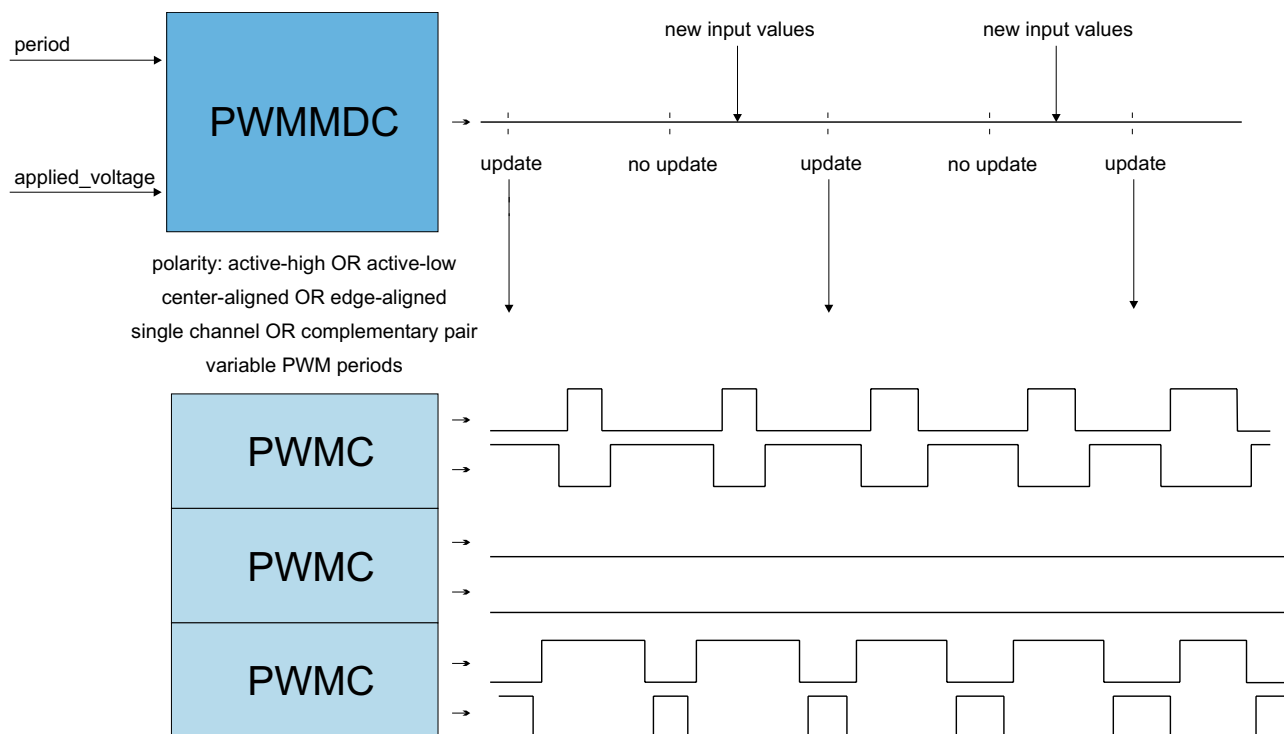 period
new input values
new input values
PWMMDC
applied_voltage
update
no update
update
no update
update
polarity: active-high OR active-low
center-aligned OR edge-aligned
single channel OR complementary pair
variable PWM periods
PWMC
PWMC
PWMC